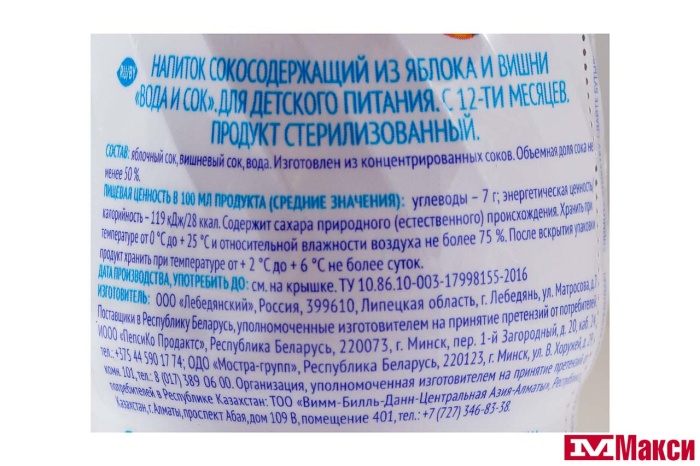 RU/BY
НАПИТОК СОКОСОДЕРЖАЩИЙ ИЗ ЯБЛОКА И ВИШНИ
«ВОДА И СОК». ДЛЯ ДЕТСКОГО ПИТАНИЯ. С 12-ТИ МЕСЯЦЕВ.
ПРОДУКТ СТЕРИЛИЗОВАННЫЙ.
СОСТАВ: яблочный сок, вишневый сок, вода. Изготовлен из концентрированных соков. Объемная доля сока не
менее 50 %.
ПИЩЕВАЯ ЦЕННОСТЬ В 100 МЛ ПРОДУКТА (СРЕДНИЕ ЗНАЧЕНИЯ): углеводы – 7 г; энергетическая ценность/
калорийность – 119 кДж/28 ккал. Содержит сахара природного (естественного) происхождения. Хранить при
температуре от 0 °С до + 25 °С и относительной влажности воздуха не более 75 %. После вскрытия упаковки
продукт хранить при температуре от + 2 °С до + 6 °С не более суток.
ДАТА ПРОИЗВОДСТВА, УПОТРЕБИТЬ ДО: см. на крышке. ТУ 10.86.10-003-17998155-2016
ИЗГОТОВИТЕЛЬ: ООО «Лебедянский», Россия, 399610, Липецкая область, г. Лебедянь, ул. Матросова, д.
Поставщики в Республику Беларусь, уполномоченные изготовителем на принятие претензий от потребителей:
ИООО «ПепсиКо Продактс», Республика Беларусь, 220073, г. Минск, пер. 1-й Загородный, д. 20, каб. 24,
тел.: +375 44 590 17 74; ОДО «Мостра-групп», Республика Беларусь, 220123, г. Минск, ул. В. Хоружей, д.
комн. 101, тел.: 8 (017) 389 06 00. Организация, уполномоченная изготовителем на принятие претензий от
потребителей в Республике Казахстан: ТОО «Вимм-Билль-Данн-Центральная Азия-Алматы», Республика
Казахстан, г. Алматы, проспект Абая, дом 109 В, помещение 401, тел.: +7 (727) 346-83-38.
Макси